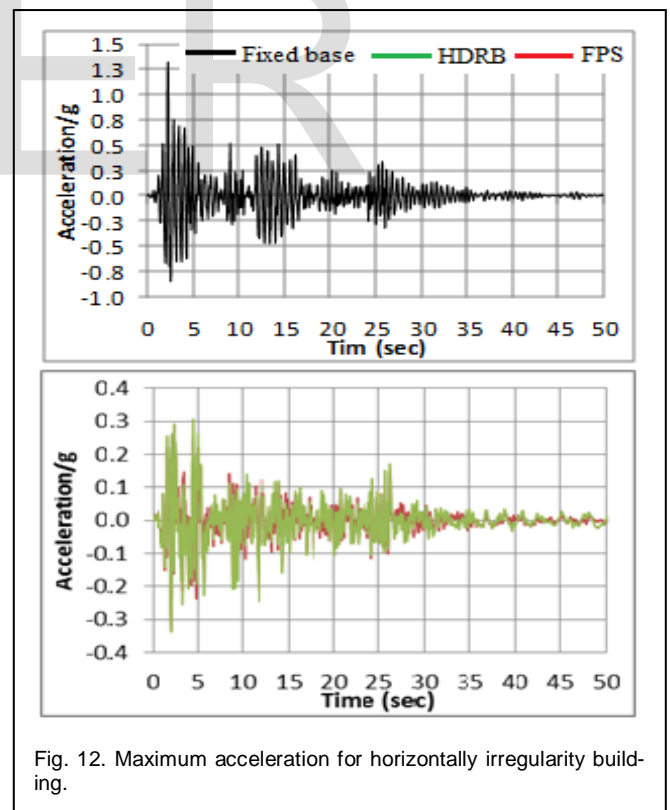 ER
Fixed base HDRB FPS
Acceleration/g
1.5
1.3
1.0
0.8
0.5
0.3
0.0
-0.3
-0.5
-0.8
-1.0
0 5 10 15 20 25 30 35 40 45 50
Tim (sec)
Acceleration/g
0.4
0.3
0.2
0.1
0.0
-0.1
-0.2
-0.3
-0.4
0 5 10 15 20 25 30 35 40 45 50
Time (sec)
Fig. 12. Maximum acceleration for horizontally irregularity build-
ing.